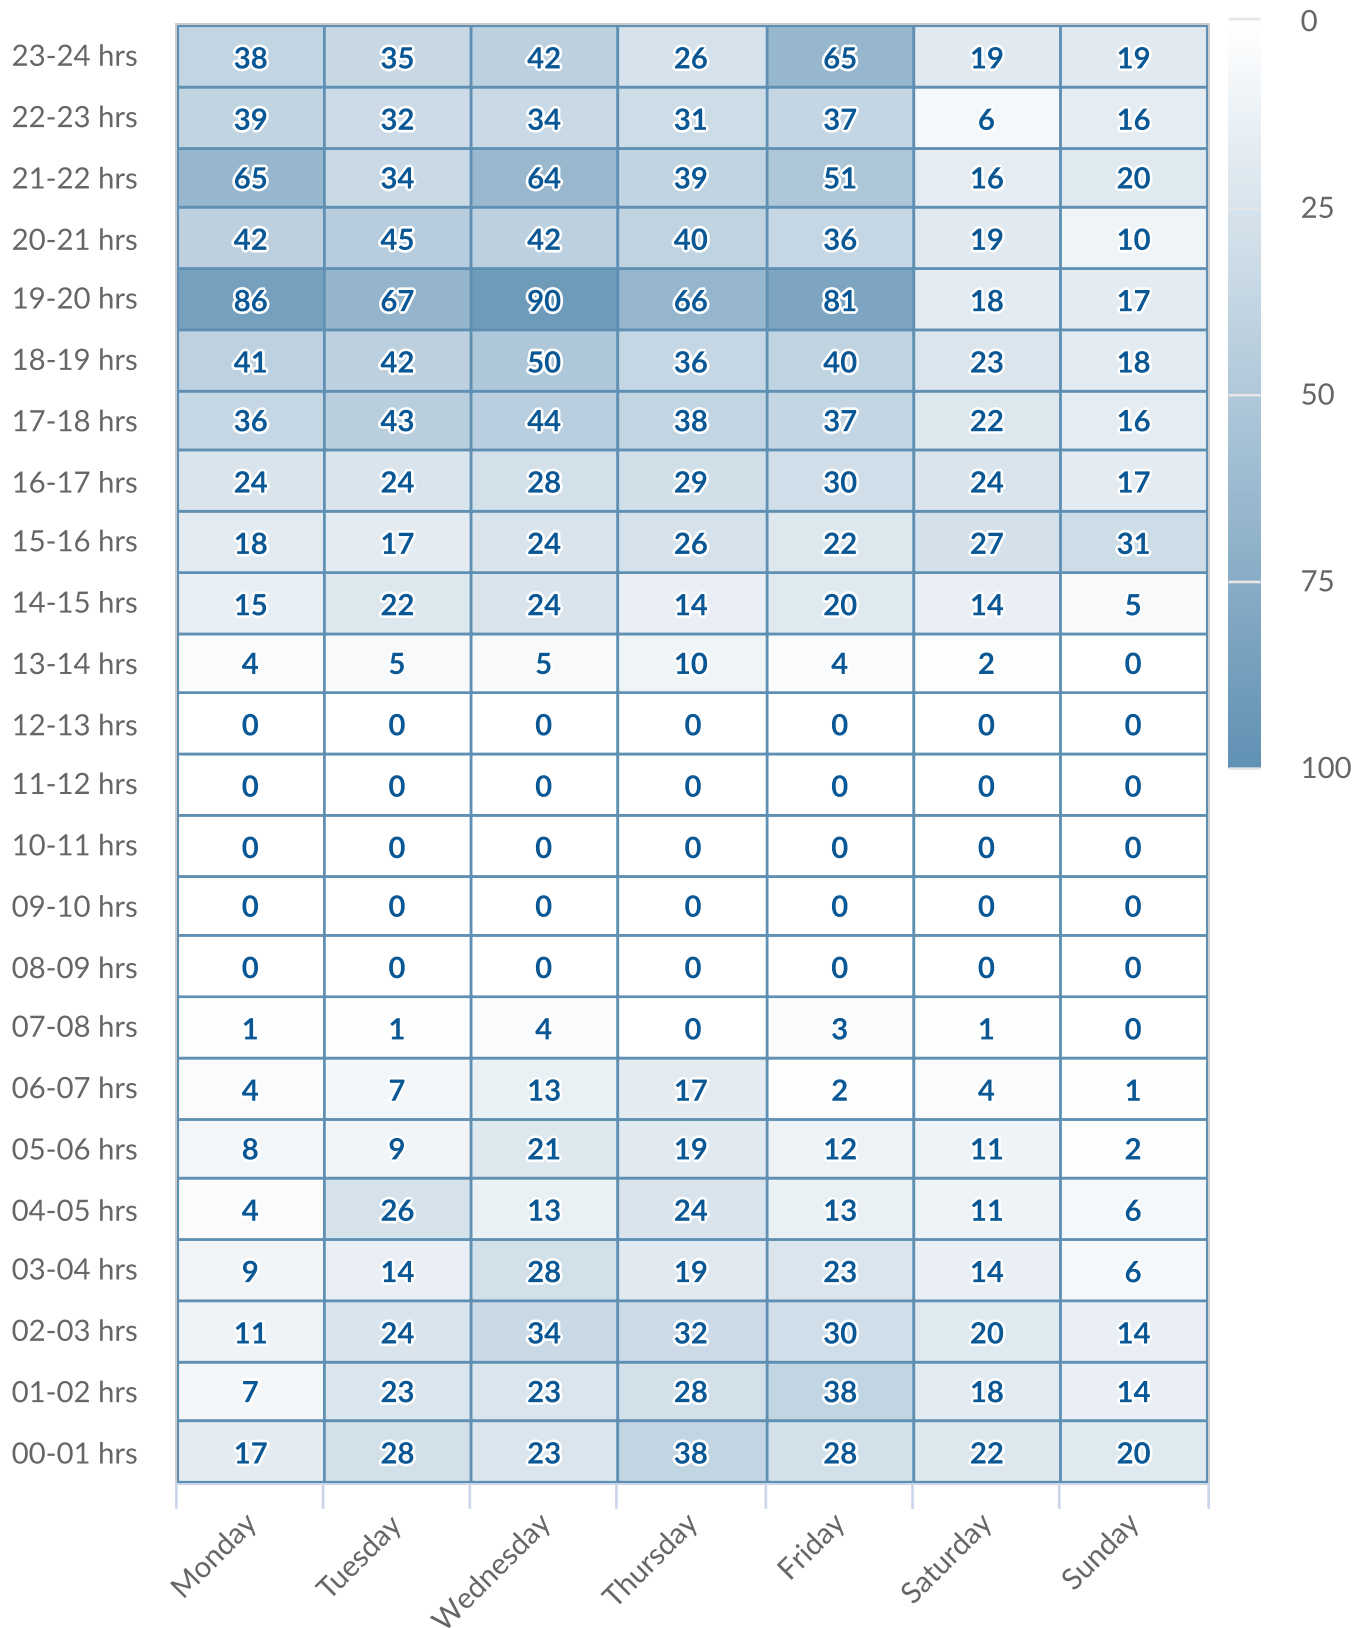 23-24 hrs 38 35 42 26 65 19 19
22-23 hrs 39 32 34 31 37 6 16
21-22 hrs 65 34 64 39 51 16 20
20-21 hrs 42 45 42 40 36 19 10
19-20 hrs 86 67 90 66 81 18 17
18-19 hrs 41 42 50 36 40 23 18
17-18 hrs 36 43 44 38 37 22 16
16-17 hrs 24 24 28 29 30 24 17
15-16 hrs 18 17 24 26 22 27 31
14-15 hrs 15 22 24 14 20 14 5
13-14 hrs 4 5 5 10 4 2 0
12-13 hrs 0 0 0 0 0 0 0
11-12 hrs 0 0 0 0 0 0 0
10-11 hrs 0 0 0 0 0 0 0
09-10 hrs 0 0 0 0 0 0 0
08-09 hrs 0 0 0 0 0 0 0
07-08 hrs 1 1 4 0 3 1 0
06-07 hrs 4 7 13 17 2 4 1
05-06 hrs 8 9 21 19 12 11 2
04-05 hrs 4 26 13 24 13 11 6
03-04 hrs 9 14 28 19 23 14 6
02-03 hrs 11 24 34 32 30 20 14
01-02 hrs 7 23 23 28 38 18 14
00-01 hrs 17 28 23 38 28 22 20
Monday Tuesday Wednesday Thursday Friday Saturday Sunday
0
25
50
75
100